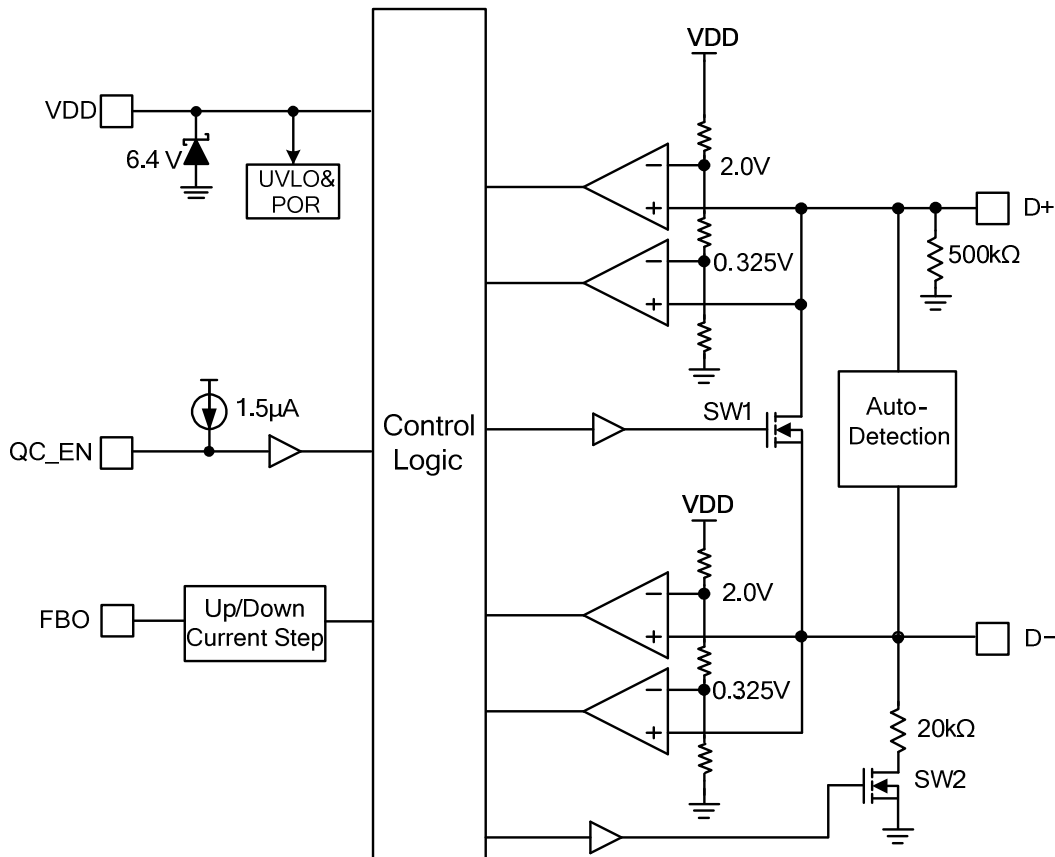 VDD
VDD
6.4 V
UVLO&
POR
2.0V
D+
0.325V
500kΩ
1.5µA
SW1
Auto-
Detection
QC_EN
Control
Logic
VDD
2.0V
FBO
Up/Down
Current Step
D−
0.325V
20kΩ
SW2